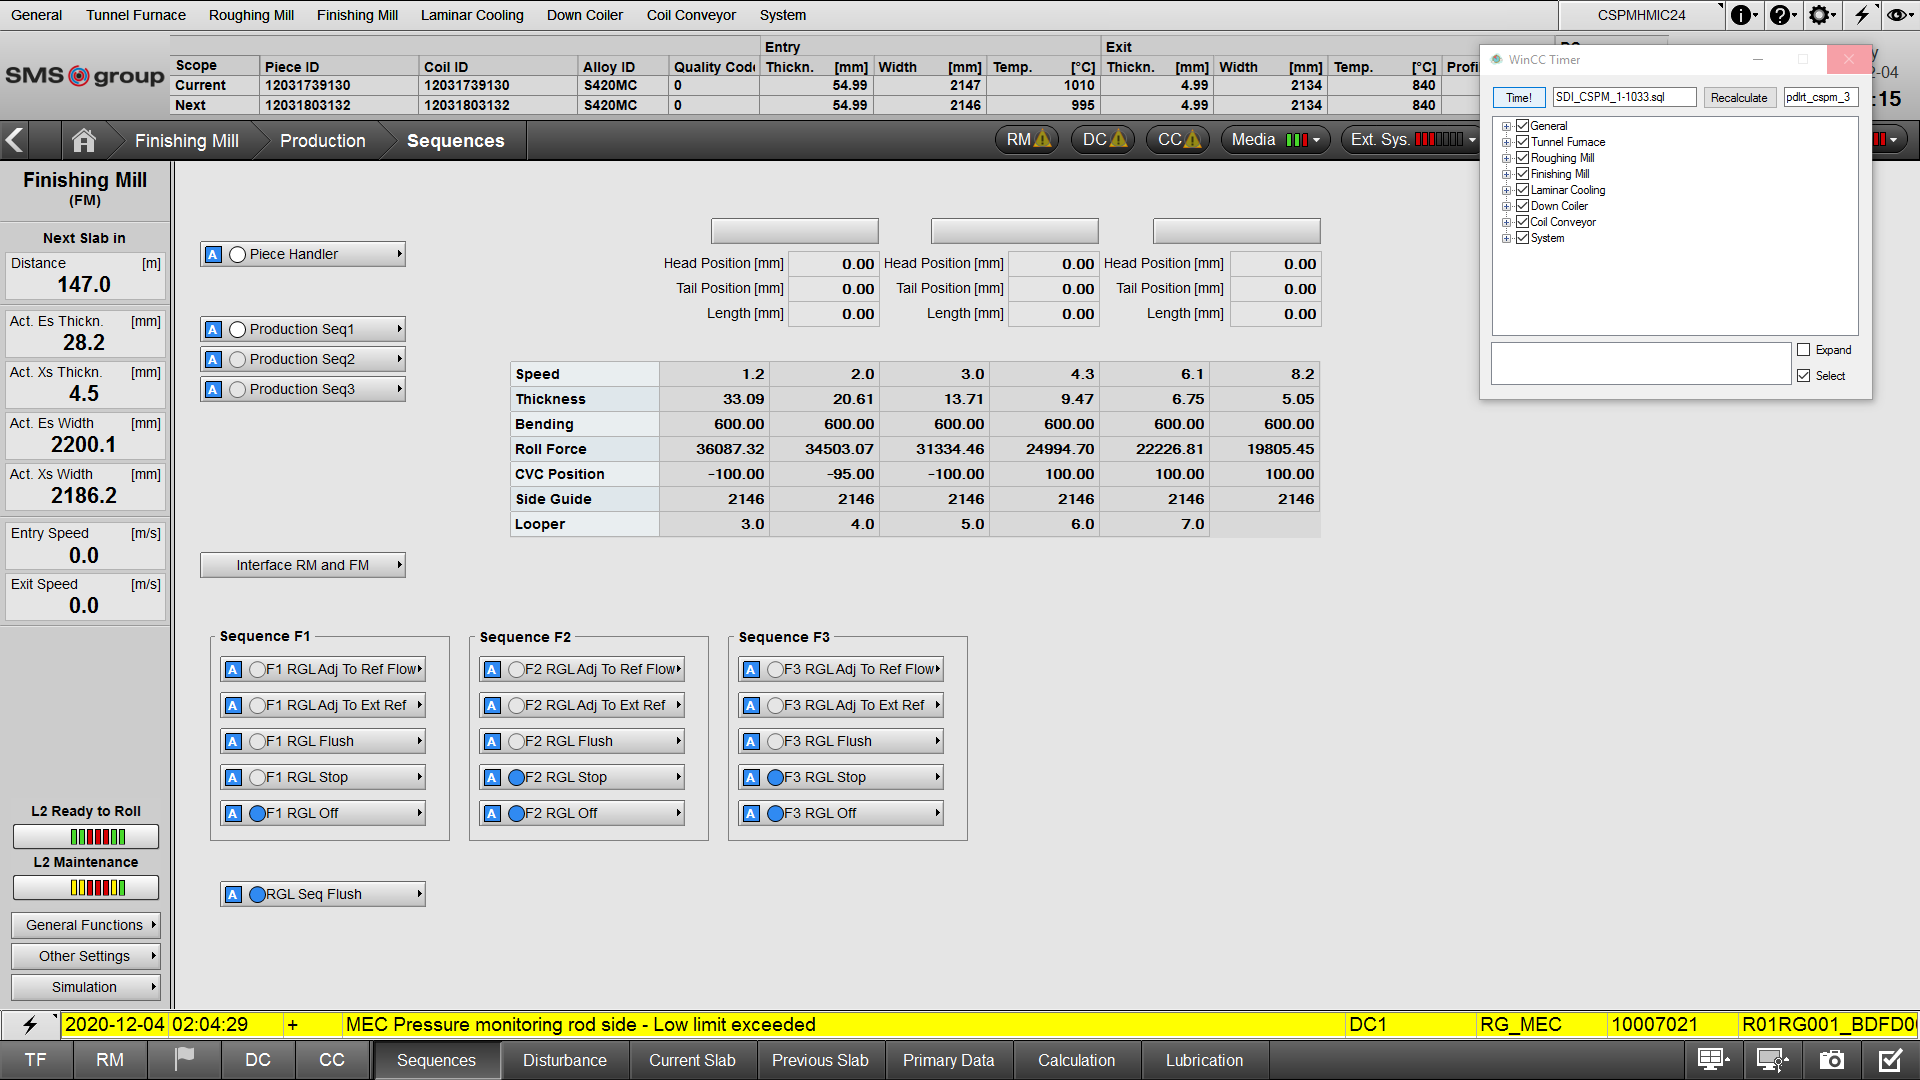 General Tunnel Furnace Roughing Mill Finishing Mill Laminar Cooling Down Coiler Coil Conveyor System CSPMHMIC24
SMS group
Entry Exit
Scope Piece ID Coil ID Alloy ID Quality Code Thickn. [mm] Width [mm] Temp. [°C] Thickn. [mm] Width [mm] Temp. [°C] Profi
Current 12031739130 12031739130 S420MC 0 54.99 2147 1010 4.99 2134 840
Next 12031803132 12031803132 S420MC 0 54.99 2146 995 4.99 2134 840
-04
:15
Finishing Mill Production Sequences RM DC CC Media Ext. Sys.
WinCC Timer
Time! SDI_CSPM_1-1033.sql Recalculate pdlrt_cspm_3
General
Tunnel Furnace
Roughing Mill
Finishing Mill
Laminar Cooling
Down Coiler
Coil Conveyor
System
Expand
Select
Finishing Mill
(FM)
Next Slab in
Distance [m]
147.0
Act. Es Thickn. [mm]
28.2
Act. Xs Thickn. [mm]
4.5
Act. Es Width [mm]
2200.1
Act. Xs Width [mm]
2186.2
Entry Speed [m/s]
0.0
Exit Speed [m/s]
0.0
L2 Ready to Roll
L2 Maintenance
General Functions
Other Settings
Simulation
A Piece Handler
A Production Seq1
A Production Seq2
A Production Seq3
Interface RM and FM
Head Position [mm] 0.00 Head Position [mm] 0.00 Head Position [mm] 0.00
Tail Position [mm] 0.00 Tail Position [mm] 0.00 Tail Position [mm] 0.00
Length [mm] 0.00 Length [mm] 0.00 Length [mm] 0.00
Speed 1.2 2.0 3.0 4.3 6.1 8.2
Thickness 33.09 20.61 13.71 9.47 6.75 5.05
Bending 600.00 600.00 600.00 600.00 600.00 600.00
Roll Force 36087.32 34503.07 31334.46 24994.70 22226.81 19805.45
CVC Position -100.00 -95.00 -100.00 100.00 100.00 100.00
Side Guide 2146 2146 2146 2146 2146 2146
Looper 3.0 4.0 5.0 6.0 7.0
Sequence F1
A F1 RGL Adj To Ref Flow
A F1 RGL Adj To Ext Ref
A F1 RGL Flush
A F1 RGL Stop
A F1 RGL Off
Sequence F2
A F2 RGL Adj To Ref Flow
A F2 RGL Adj To Ext Ref
A F2 RGL Flush
A F2 RGL Stop
A F2 RGL Off
Sequence F3
A F3 RGL Adj To Ref Flow
A F3 RGL Adj To Ext Ref
A F3 RGL Flush
A F3 RGL Stop
A F3 RGL Off
A RGL Seq Flush
2020-12-04 02:04:29 + MEC Pressure monitoring rod side - Low limit exceeded DC1 RG_MEC 10007021 R01RG001_BDFD0
TF RM DC CC Sequences Disturbance Current Slab Previous Slab Primary Data Calculation Lubrication